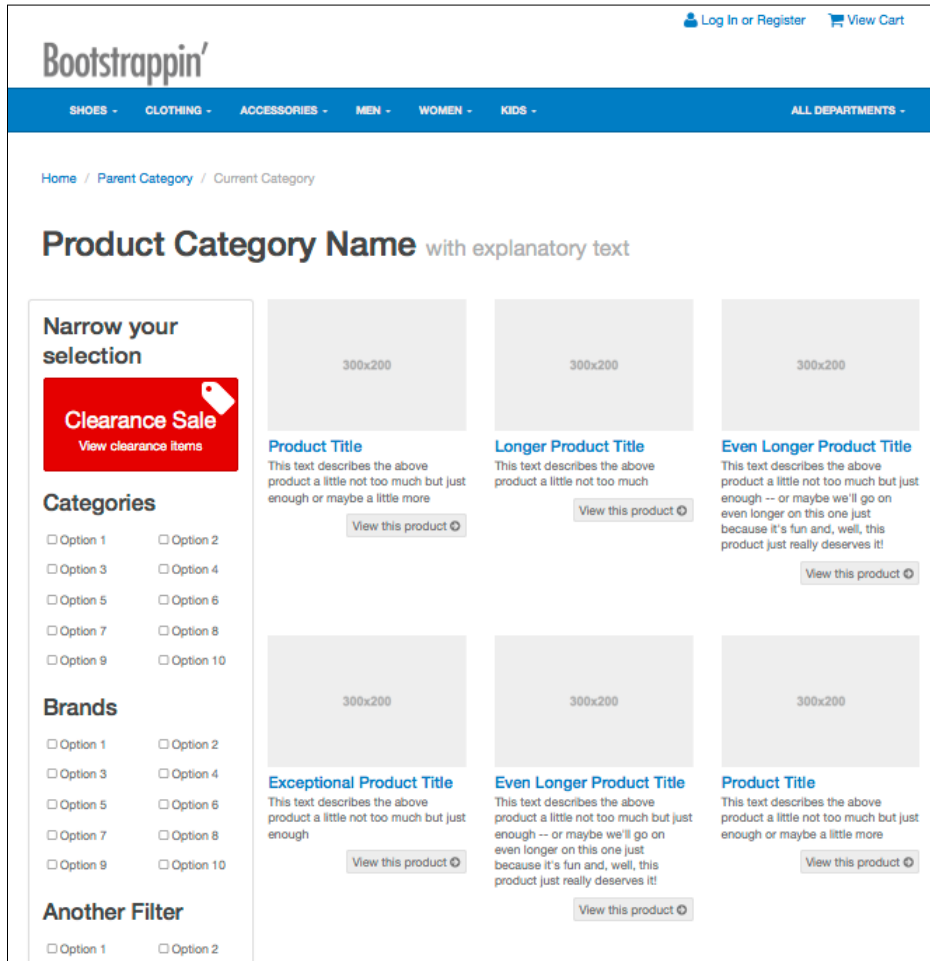 Log In or Register View Cart
Bootstrappin'
SHOES CLOTHING ACCESSORIES MEN WOMEN KIDS ALL DEPARTMENTS
Home / Parent Category / Current Category
Product Category Name with explanatory text
Narrow your
selection
Clearance Sale
View clearance items
Categories
Option 1 Option 2
Option 3 Option 4
Option 5 Option 6
Option 7 Option 8
Option 9 Option 10
Brands
Option 1 Option 2
Option 3 Option 4
Option 5 Option 6
Option 7 Option 8
Option 9 Option 10
Another Filter
Option 1 Option 2
300x200
Product Title
This text describes the above
product a little not too much but just
enough or maybe a little more
View this product
300x200
Longer Product Title
This text describes the above
product a little not too much
View this product
300x200
Even Longer Product Title
This text describes the above
product a little not too much but just
enough -- or maybe we'll go on
even longer on this one just
because it's fun and, well, this
product just really deserves it!
View this product
300x200
Exceptional Product Title
This text describes the above
product a little not too much but just
enough
View this product
300x200
Even Longer Product Title
This text describes the above
product a little not too much but just
enough -- or maybe we'll go on
even longer on this one just
because it's fun and, well, this
product just really deserves it!
View this product
300x200
Product Title
This text describes the above
product a little not too much but just
enough or maybe a little more
View this product